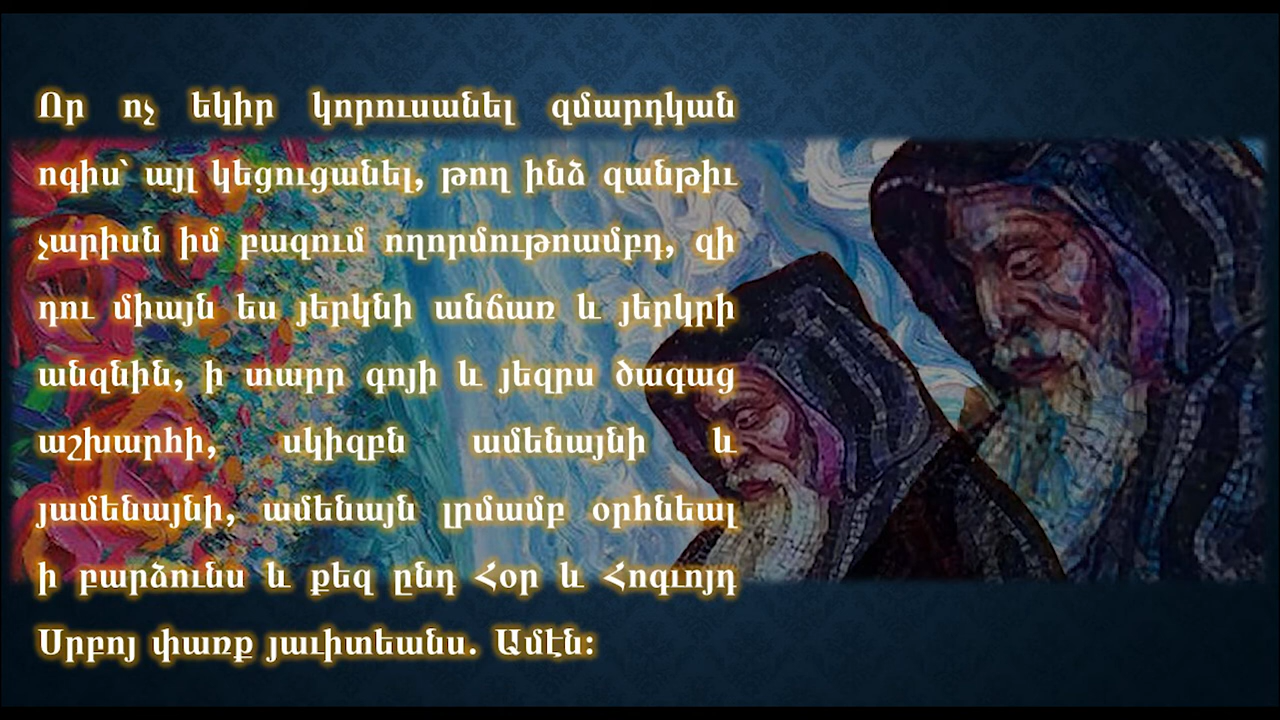 Որ ոչ եկիր կորուսանել զմարդկան
ոգիս՝ այլ կեցուցանել, թող ինձ զանթիւ
չարիսն իմ բազում ողորմութոամբդ, զի
դու միայն ես յերկնի անճառ և յերկրի
անզնին, ի տարր գոյի և յեզրս ծագաց
աշխարհի, սկիզբն ամենայնի և
յամենայնի, ամենայն լրմամբ օրհնեալ
ի բարձունս և քեզ ընդ Հօր և Հոգւոյդ
Սրբոյ փառք յաւիտեանս. Ամէն։